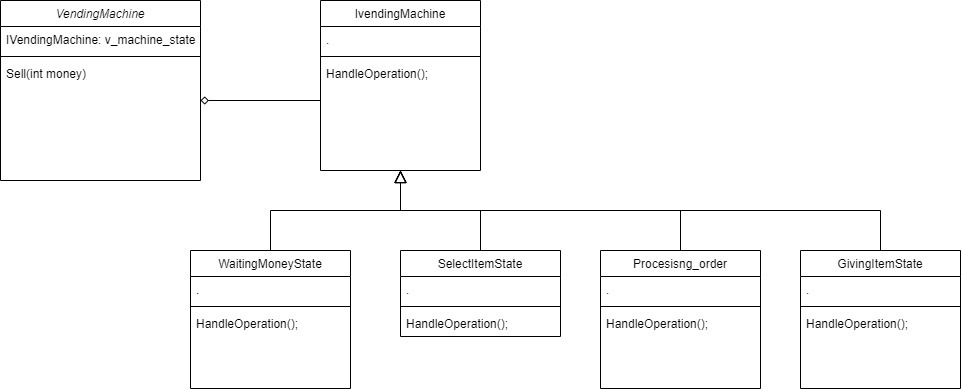 VendingMachine
IVendingMachine: v_machine_state
Sell(int money)
IvendingMachine
.
HandleOperation();
WaitingMoneyState
.
HandleOperation();
SelectItemState
.
HandleOperation();
Procesisng_order
.
HandleOperation();
GivingItemState
.
HandleOperation();